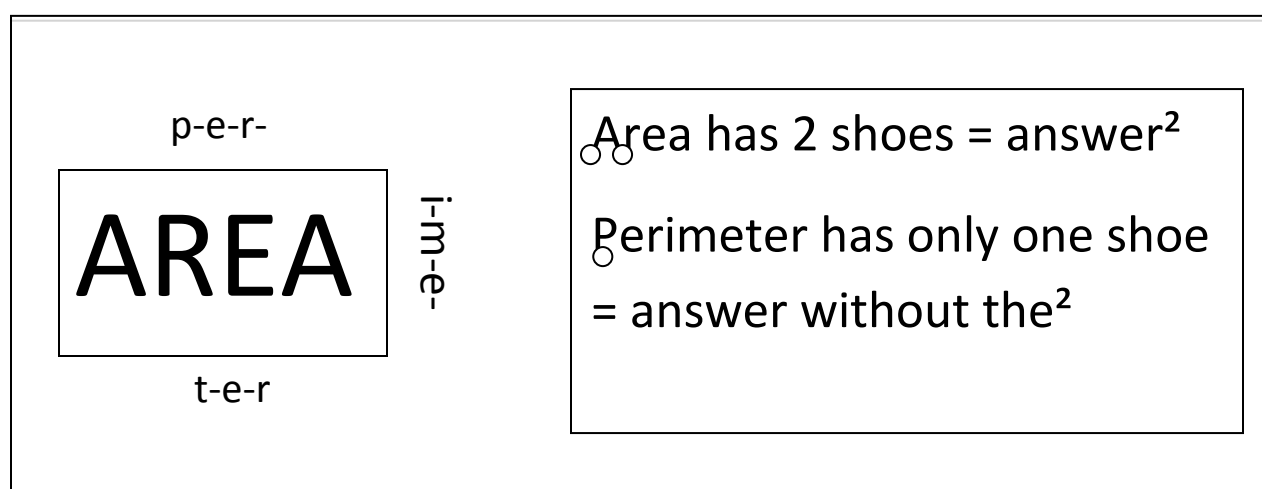 p-e-r-
AREA
i-m-e-
t-e-r
Area has 2 shoes = answer²
Perimeter has only one shoe
= answer without the²